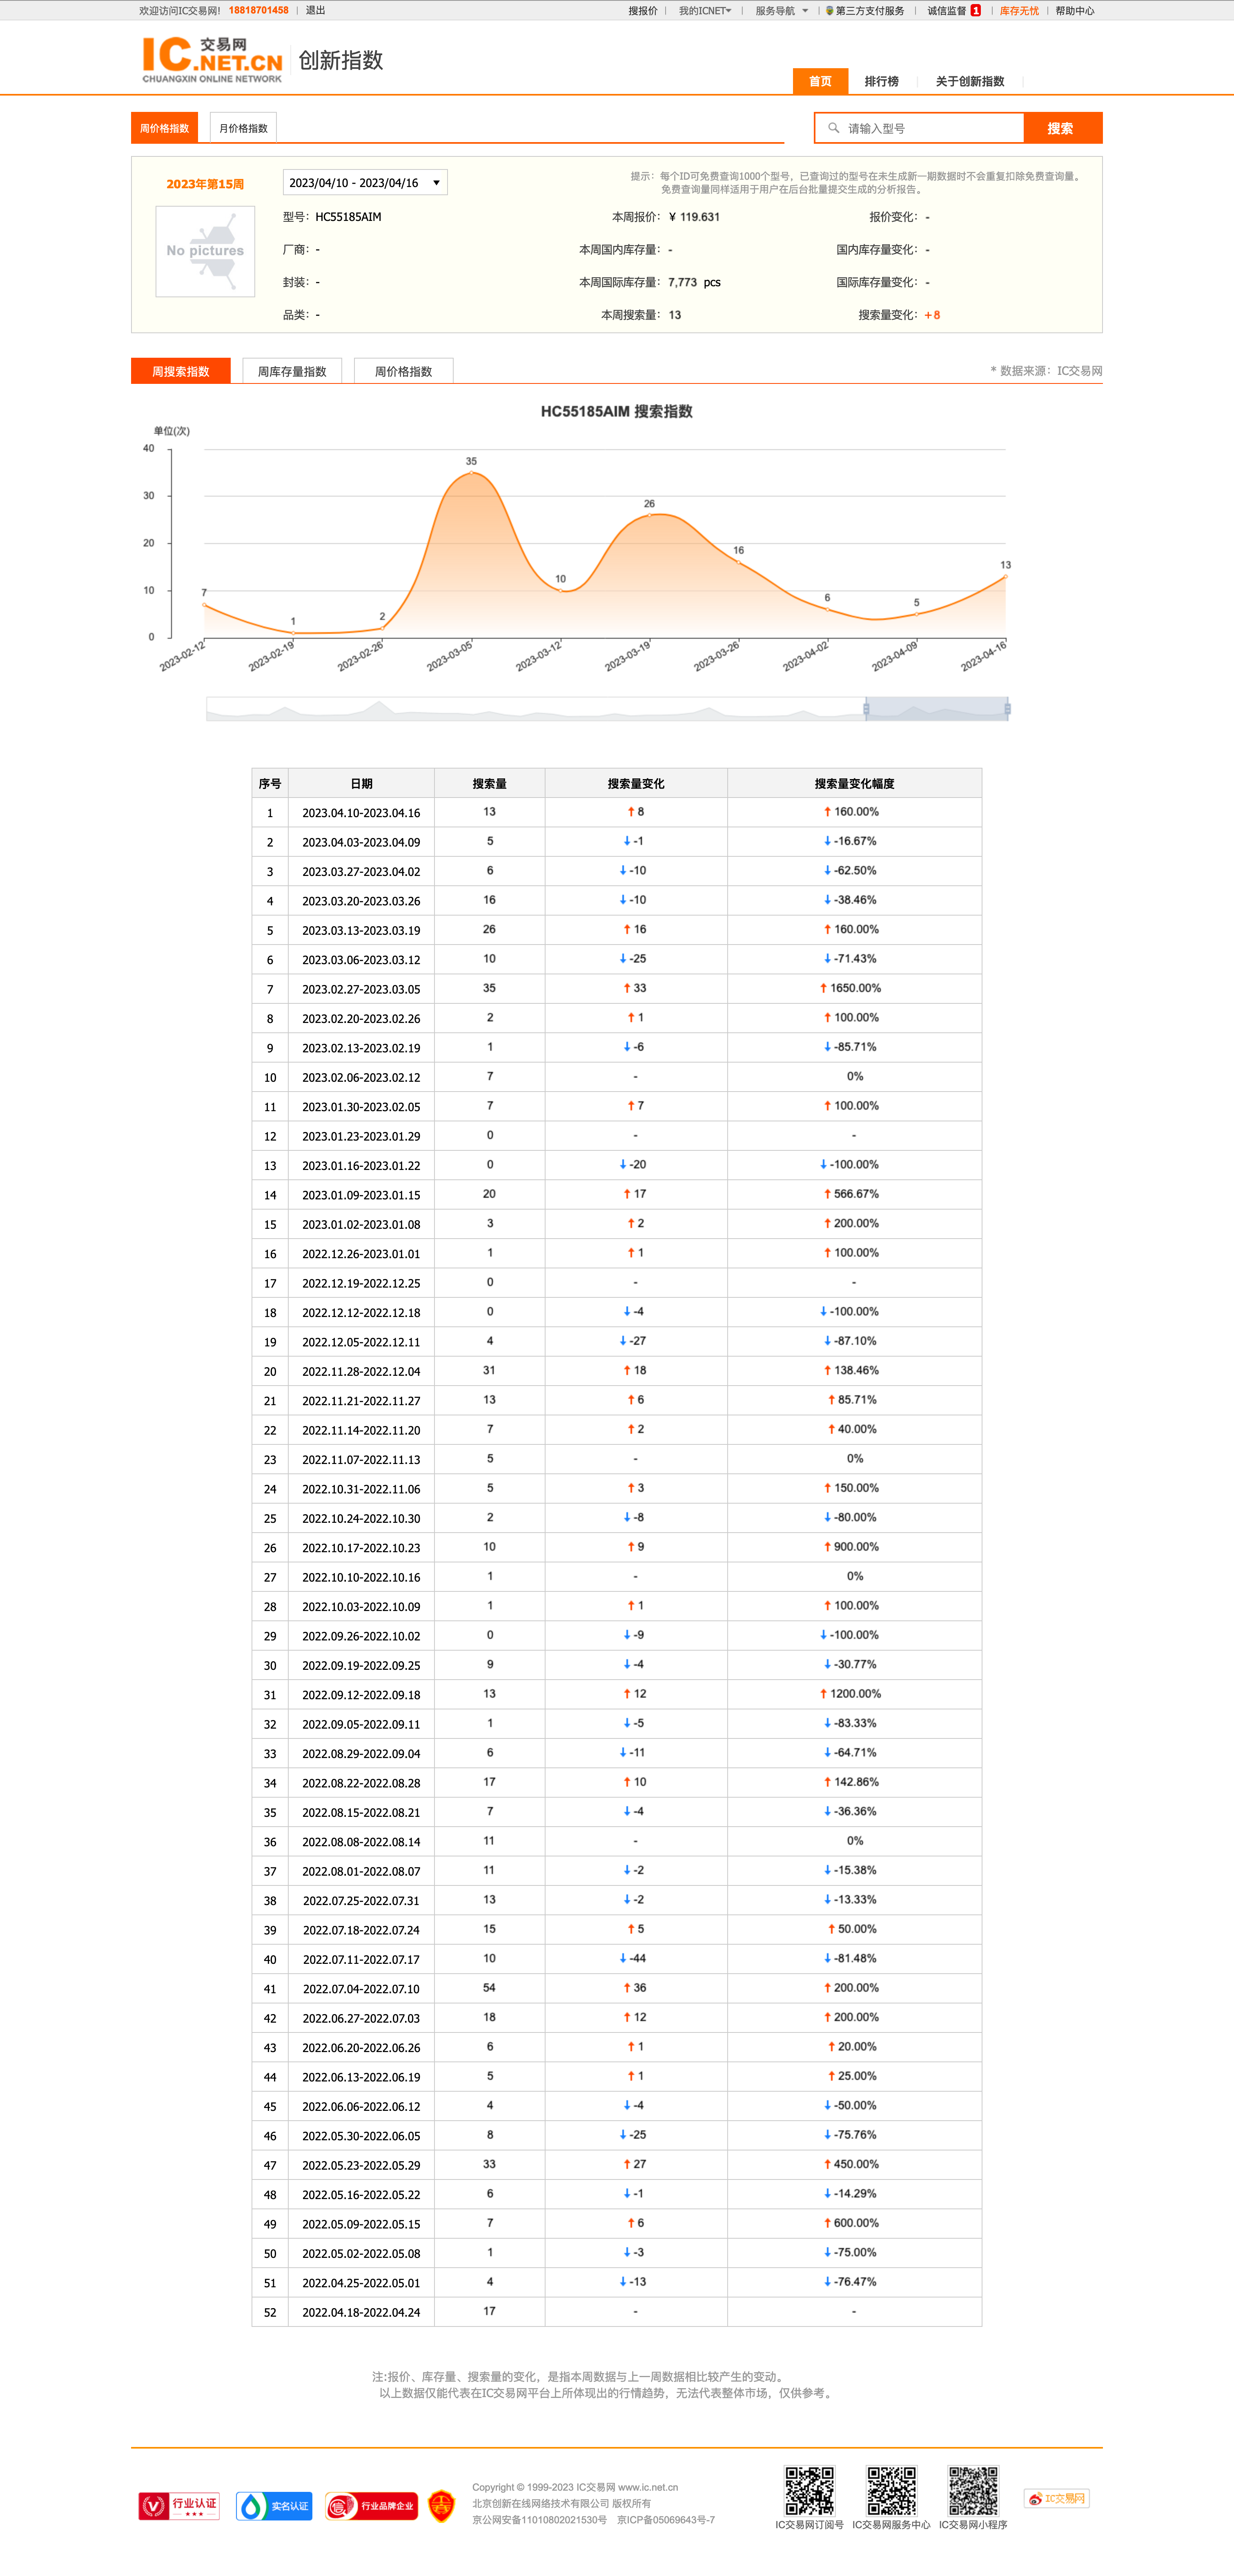 欢迎访问IC交易网! 18818701458 | 退出 搜报价 | 我的ICNET | 服务导航 | 第三方支付服务 | 诚信监督 1 | 库存无忧 | 帮助中心
IC 交易网
.NET.CN
CHUANGXIN ONLINE NETWORK
创新指数
首页 排行榜 关于创新指数
周价格指数 月价格指数 请输入型号 搜索
2023年第15周 2023/04/10 - 2023/04/16
提示：每个ID可免费查询1000个型号，已查询过的型号在未生成新一期数据时不会重复扣除免费查询量。
免费查询量同样适用于用户在后台批量提交生成的分析报告。
No pictures
型号：HC55185AIM 本周报价：¥ 119.631 报价变化：-
厂商：- 本周国内库存量：- 国内库存量变化：-
封装：- 本周国际库存量：7,773 pcs 国际库存量变化：-
品类：- 本周搜索量：13 搜索量变化：+8
周搜索指数 周库存量指数 周价格指数 * 数据来源：IC交易网
HC55185AIM 搜索指数
单位(次)
40
30
20
10
0
7 1 2 35 10 26 16 6 5 13
2023-02-12 2023-02-19 2023-02-26 2023-03-05 2023-03-12 2023-03-19 2023-03-26 2023-04-02 2023-04-09 2023-04-16
序号 日期 搜索量 搜索量变化 搜索量变化幅度
1 2023.04.10-2023.04.16 13 ↑8 ↑160.00%
2 2023.04.03-2023.04.09 5 ↓-1 ↓-16.67%
3 2023.03.27-2023.04.02 6 ↓-10 ↓-62.50%
4 2023.03.20-2023.03.26 16 ↓-10 ↓-38.46%
5 2023.03.13-2023.03.19 26 ↑16 ↑160.00%
6 2023.03.06-2023.03.12 10 ↓-25 ↓-71.43%
7 2023.02.27-2023.03.05 35 ↑33 ↑1650.00%
8 2023.02.20-2023.02.26 2 ↑1 ↑100.00%
9 2023.02.13-2023.02.19 1 ↓-6 ↓-85.71%
10 2023.02.06-2023.02.12 7 - 0%
11 2023.01.30-2023.02.05 7 ↑7 ↑100.00%
12 2023.01.23-2023.01.29 0 - -
13 2023.01.16-2023.01.22 0 ↓-20 ↓-100.00%
14 2023.01.09-2023.01.15 20 ↑17 ↑566.67%
15 2023.01.02-2023.01.08 3 ↑2 ↑200.00%
16 2022.12.26-2023.01.01 1 ↑1 ↑100.00%
17 2022.12.19-2022.12.25 0 - -
18 2022.12.12-2022.12.18 0 ↓-4 ↓-100.00%
19 2022.12.05-2022.12.11 4 ↓-27 ↓-87.10%
20 2022.11.28-2022.12.04 31 ↑18 ↑138.46%
21 2022.11.21-2022.11.27 13 ↑6 ↑85.71%
22 2022.11.14-2022.11.20 7 ↑2 ↑40.00%
23 2022.11.07-2022.11.13 5 - 0%
24 2022.10.31-2022.11.06 5 ↑3 ↑150.00%
25 2022.10.24-2022.10.30 2 ↓-8 ↓-80.00%
26 2022.10.17-2022.10.23 10 ↑9 ↑900.00%
27 2022.10.10-2022.10.16 1 - 0%
28 2022.10.03-2022.10.09 1 ↑1 ↑100.00%
29 2022.09.26-2022.10.02 0 ↓-9 ↓-100.00%
30 2022.09.19-2022.09.25 9 ↓-4 ↓-30.77%
31 2022.09.12-2022.09.18 13 ↑12 ↑1200.00%
32 2022.09.05-2022.09.11 1 ↓-5 ↓-83.33%
33 2022.08.29-2022.09.04 6 ↓-11 ↓-64.71%
34 2022.08.22-2022.08.28 17 ↑10 ↑142.86%
35 2022.08.15-2022.08.21 7 ↓-4 ↓-36.36%
36 2022.08.08-2022.08.14 11 - 0%
37 2022.08.01-2022.08.07 11 ↓-2 ↓-15.38%
38 2022.07.25-2022.07.31 13 ↓-2 ↓-13.33%
39 2022.07.18-2022.07.24 15 ↑5 ↑50.00%
40 2022.07.11-2022.07.17 10 ↓-44 ↓-81.48%
41 2022.07.04-2022.07.10 54 ↑36 ↑200.00%
42 2022.06.27-2022.07.03 18 ↑12 ↑200.00%
43 2022.06.20-2022.06.26 6 ↑1 ↑20.00%
44 2022.06.13-2022.06.19 5 ↑1 ↑25.00%
45 2022.06.06-2022.06.12 4 ↓-4 ↓-50.00%
46 2022.05.30-2022.06.05 8 ↓-25 ↓-75.76%
47 2022.05.23-2022.05.29 33 ↑27 ↑450.00%
48 2022.05.16-2022.05.22 6 ↓-1 ↓-14.29%
49 2022.05.09-2022.05.15 7 ↑6 ↑600.00%
50 2022.05.02-2022.05.08 1 ↓-3 ↓-75.00%
51 2022.04.25-2022.05.01 4 ↓-13 ↓-76.47%
52 2022.04.18-2022.04.24 17 - -
注:报价、库存量、搜索量的变化，是指本周数据与上一周数据相比较产生的变动。
以上数据仅能代表在IC交易网平台上所体现出的行情趋势，无法代表整体市场，仅供参考。
行业认证 实名认证 信 行业品牌企业
Copyright © 1999-2023 IC交易网 www.ic.net.cn
北京创新在线网络技术有限公司 版权所有
京公网安备11010802021530号 京ICP备05069643号-7
IC交易网订阅号 IC交易网服务中心 IC交易网小程序
IC交易网